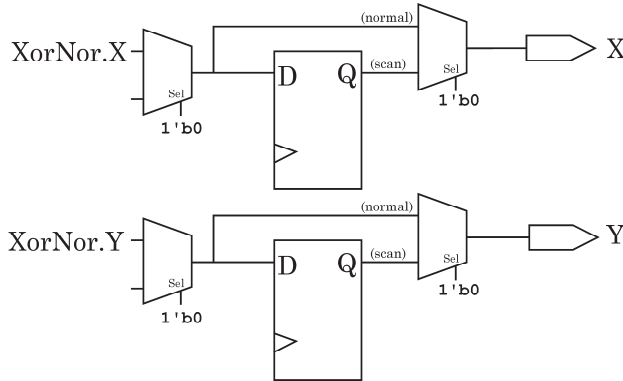 (normal)
XorNor.X
X
D Q (scan)
Sel
Sel
1'b0
1'b0
(normal)
XorNor.Y
Y
D Q (scan)
Sel
Sel
1'b0
1'b0